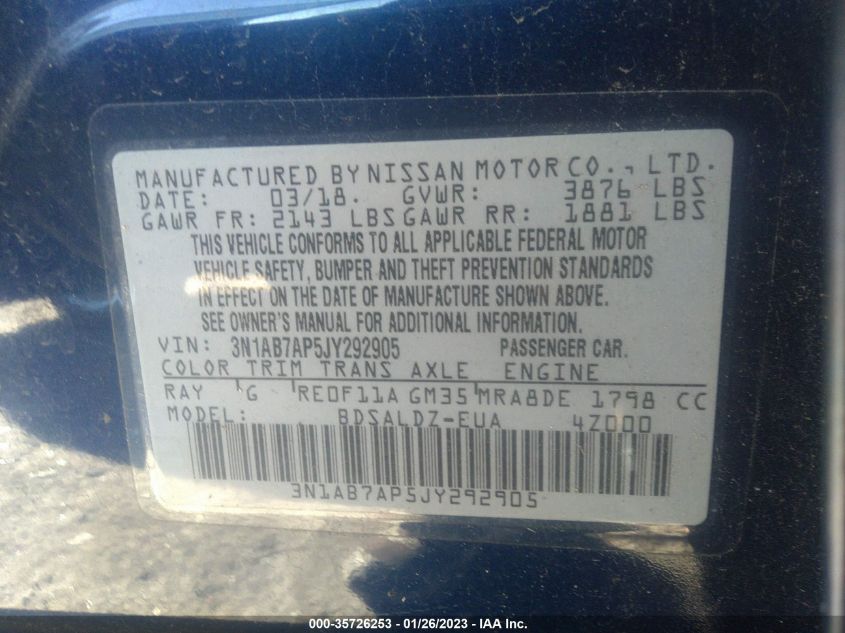 MANUFACTURED BY NISSAN MOTOR CO., LTD.
DATE: 03/18. GVWR: 3876 LBS
GAWR FR: 2143 LBS GAWR RR: 1881 LBS
THIS VEHICLE CONFORMS TO ALL APPLICABLE FEDERAL MOTOR
VEHICLE SAFETY, BUMPER AND THEFT PREVENTION STANDARDS
IN EFFECT ON THE DATE OF MANUFACTURE SHOWN ABOVE.
SEE OWNER'S MANUAL FOR ADDITIONAL INFORMATION.
VIN: 3N1AB7AP5JY292905 PASSENGER CAR.
COLOR TRIM TRANS AXLE ENGINE
RAY G RE0F11A GM35 MRA8DE 1798 CC
MODEL: BDSALDZ-EUA 4Z000
3N1AB7AP5JY292905
000-35726253 - 01/26/2023 - IAA Inc.